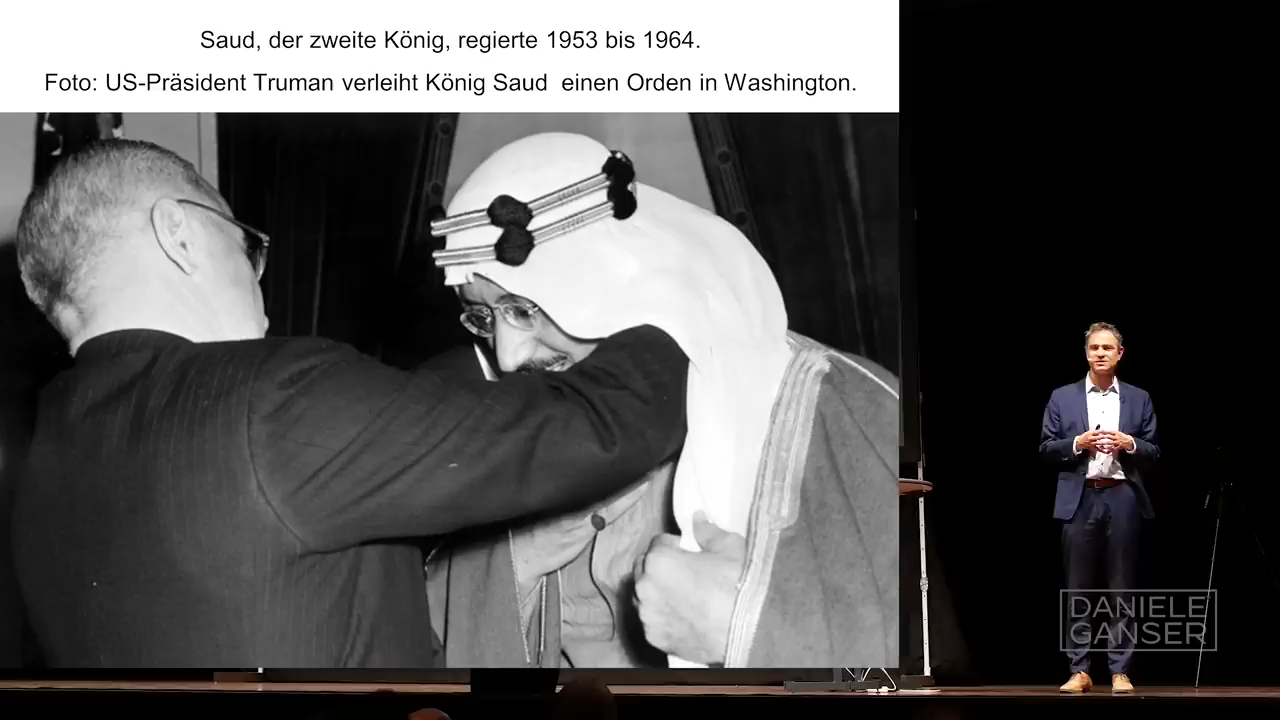 Saud, der zweite König, regierte 1953 bis 1964.
Foto: US-Präsident Truman verleiht König Saud  einen Orden in Washington.
DANIELE
GANSER